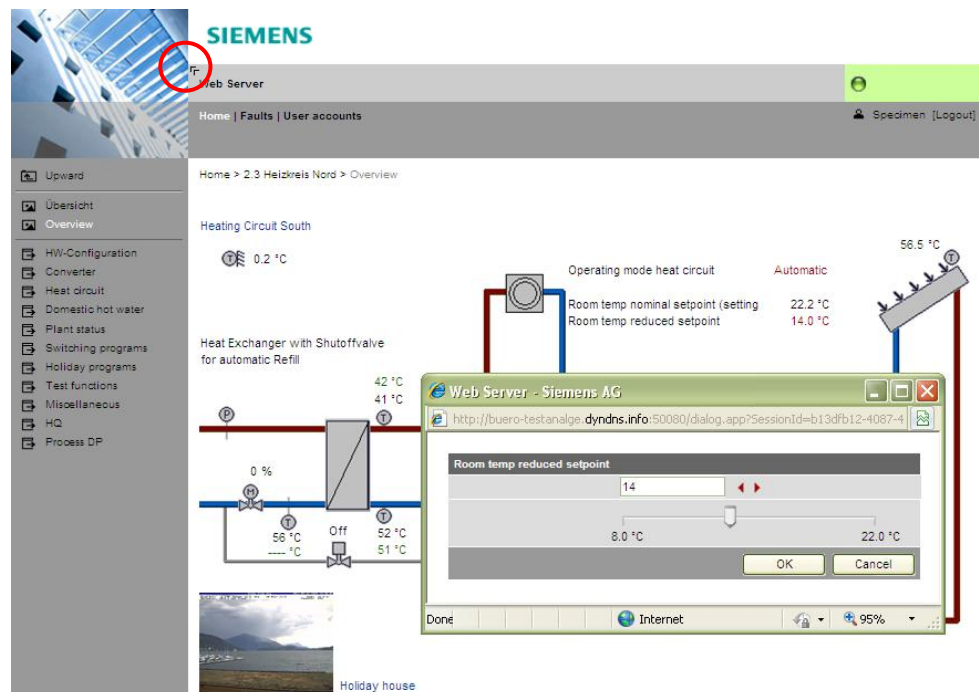 SIEMENS
Web Server
Home | Faults | User accounts
Specimen [Logout]
Upward
Übersicht
Overview
HW-Configuration
Converter
Heat circuit
Domestic hot water
Plant status
Switching programs
Holiday programs
Test functions
Miscellaneous
HQ
Process DP
Home > 2.3 Heizkreis Nord > Overview
Heating Circuit South
T 0.2 °C
56.5 °C
T
Operating mode heat circuit Automatic
Room temp nominal setpoint (setting 22.2 °C
Room temp reduced setpoint 14.0 °C
Heat Exchanger with Shutoffvalve
for automatic Refill
42 °C
41 °C
P T
0 %
M
T T
56 °C Off 52 °C
---- °C 51 °C
Holiday house
Web Server - Siemens AG
http://buero-testanalge.dyndns.info:50080/dialog.app?SessionId=b13dfb12-4087-4
Room temp reduced setpoint
14
8.0 °C 22.0 °C
OK Cancel
Done Internet 95%